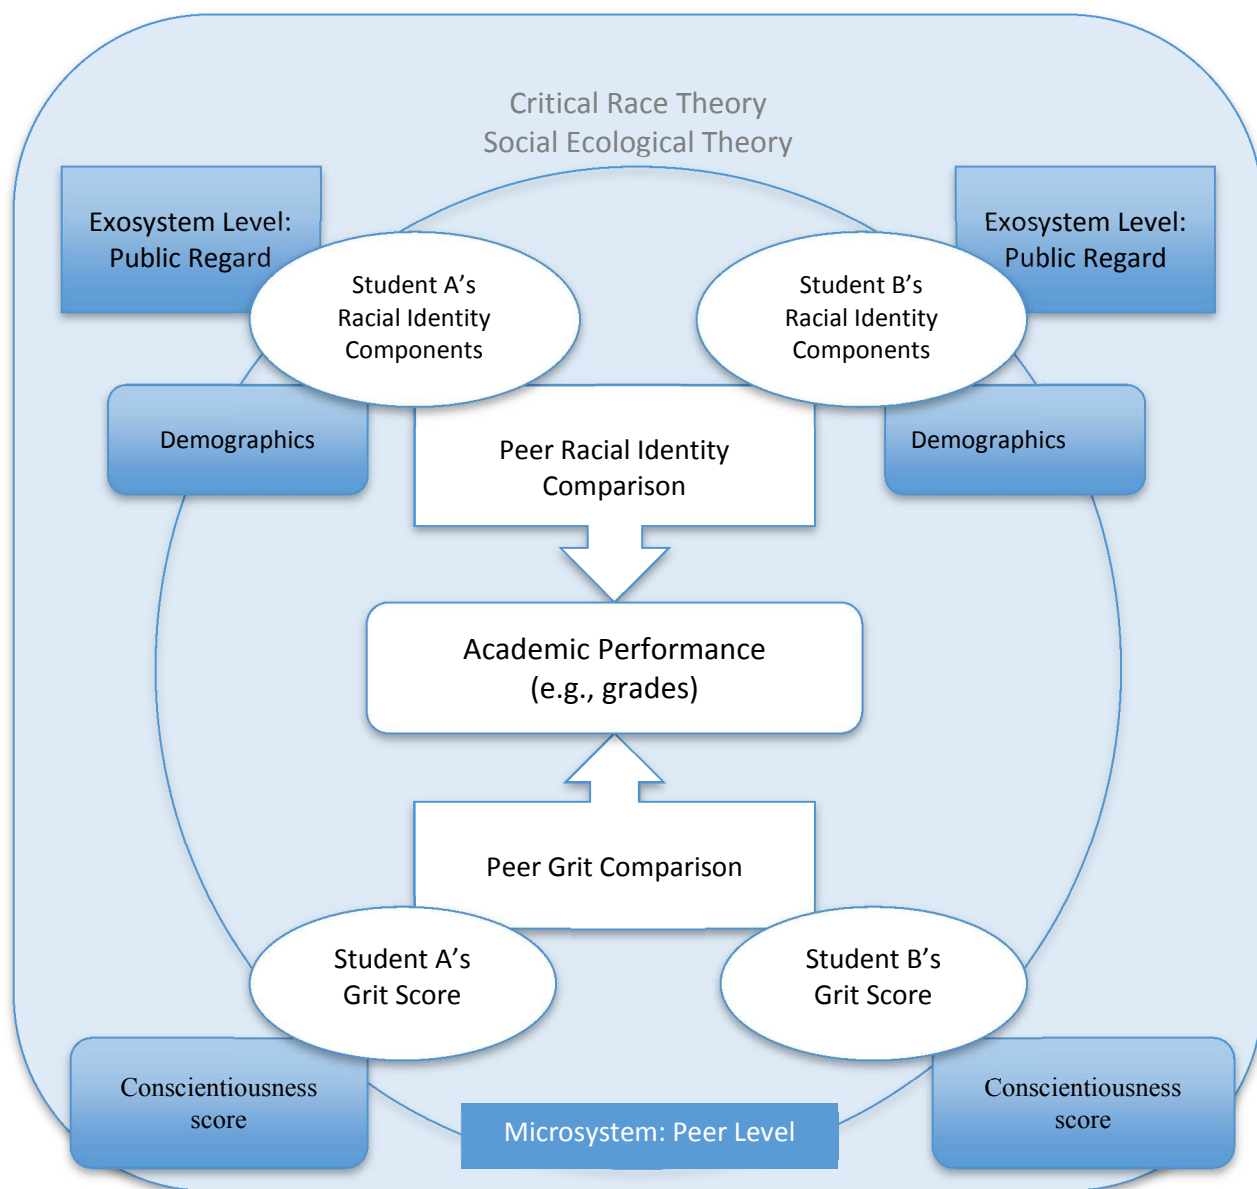 Critical Race Theory
Social Ecological Theory
Exosystem Level:
Public Regard
Exosystem Level:
Public Regard
Student A’s
Racial Identity
Components
Student B’s
Racial Identity
Components
Demographics
Peer Racial Identity
Comparison
Demographics
Academic Performance
(e.g., grades)
Peer Grit Comparison
Student A’s
Grit Score
Student B’s
Grit Score
Conscientiousness
score
Conscientiousness
score
Microsystem: Peer Level